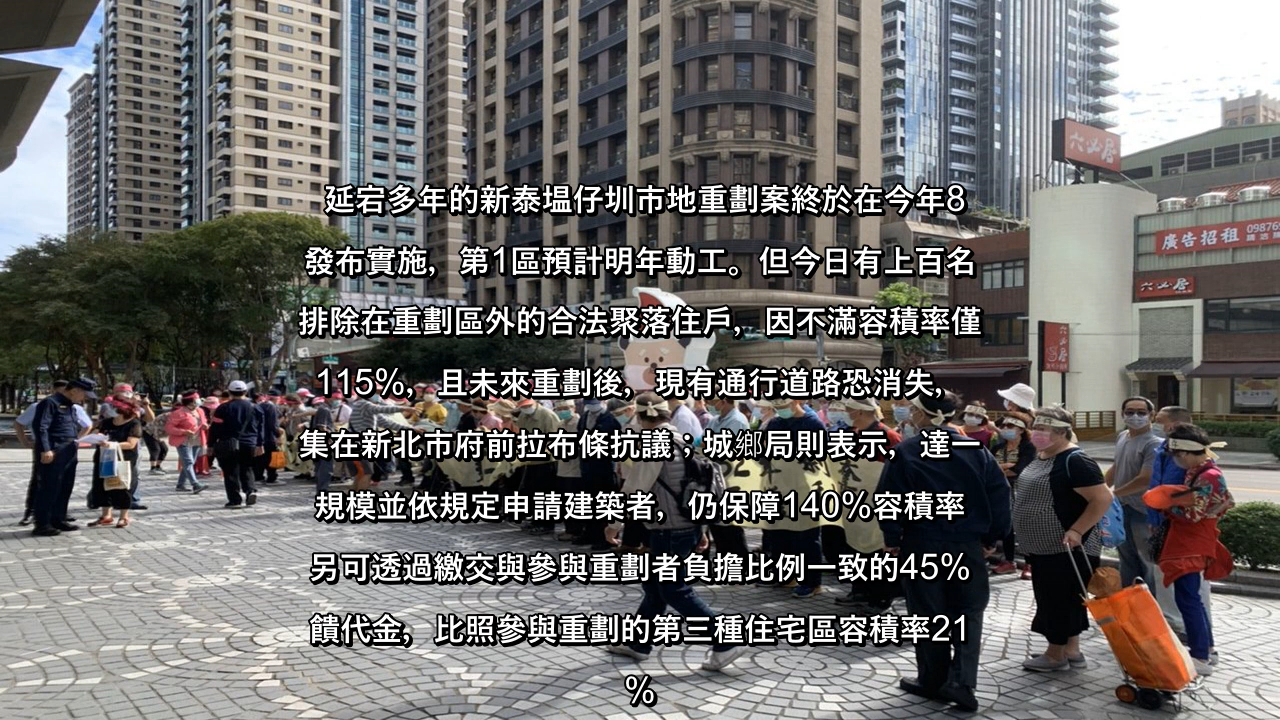 延宕多年的新泰塭仔圳市地重劃案終於在今年8
發布實施，第1區預計明年動工。但今日有上百名
排除在重劃區外的合法聚落住戶，因不滿容積率僅
115%，且未來重劃後，現有通行道路恐消失，
集在新北市府前拉布條抗議；城鄉局則表示，達一
規模並依規定申請建築者，仍保障140%容積率
另可透過繳交與參與重劃者負擔比例一致的45%
饋代金，比照參與重劃的第三種住宅區容積率21
%
六必居
廣告招租 09876
六必居
六必居